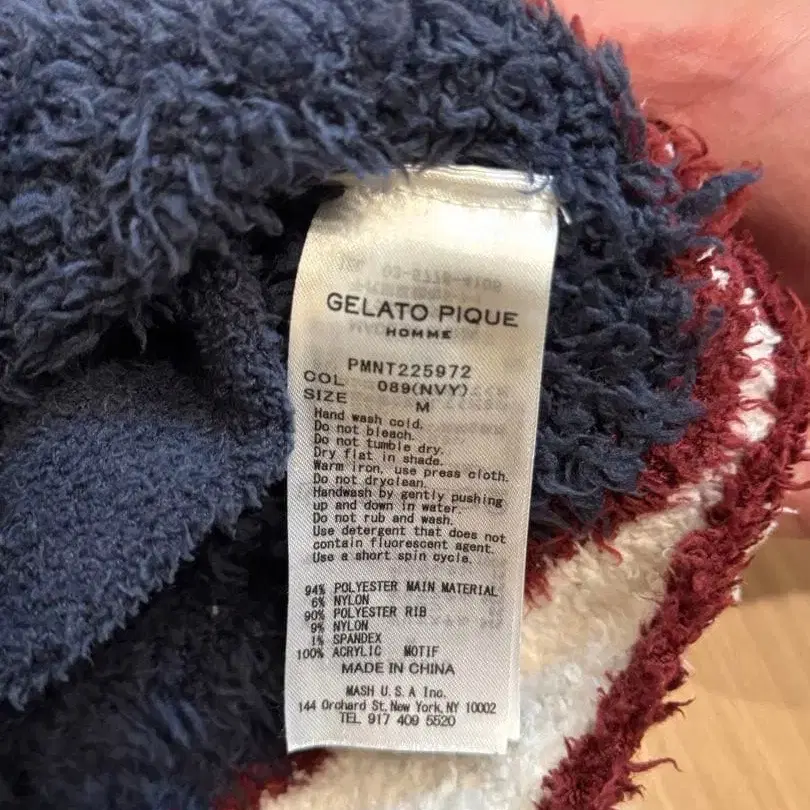 GELATO PIQUE
HOMME
PMNT225972
COL 089(NVY)
SIZE M
Hand wash cold.
Do not bleach.
Do not tumble dry.
Dry flat in shade.
Warm iron, use press cloth.
Do not dryclean.
Handwash by gently pushing
up and down in water.
Do not rub and wash.
Use detergent that does not
contain fluorescent agent.
Use a short spin cycle.
94% POLYESTER MAIN MATERIAL
6% NYLON
90% POLYESTER RIB
9% NYLON
1% SPANDEX
100% ACRYLIC MOTIF
MADE IN CHINA
MASH U.S.A Inc.
144 Orchard St, New York, NY 10002
TEL 917 409 5520